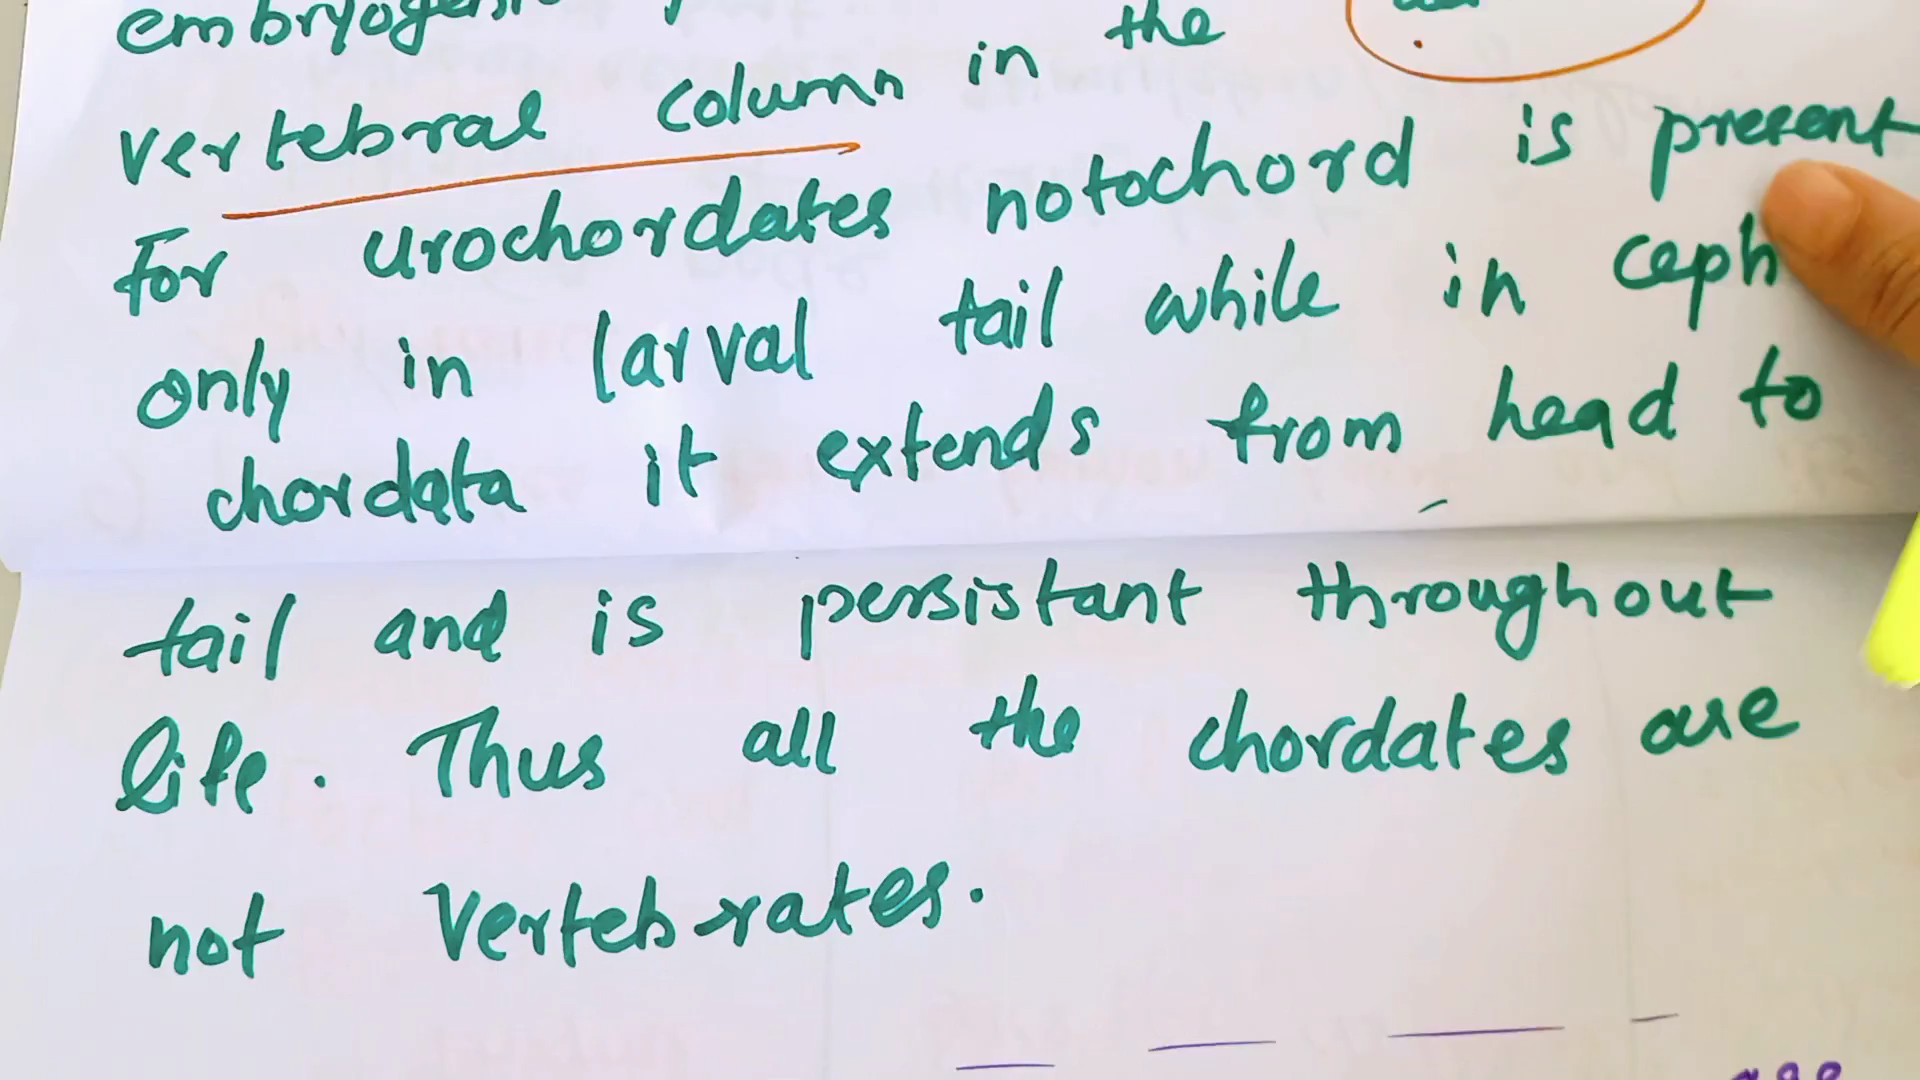 vertebral column in the
For urochordates notochord is present
only in larval tail while in ceph
chordata it extends from head to
tail and is persistant throughout
life. Thus all the chordates are
not vertebrates.